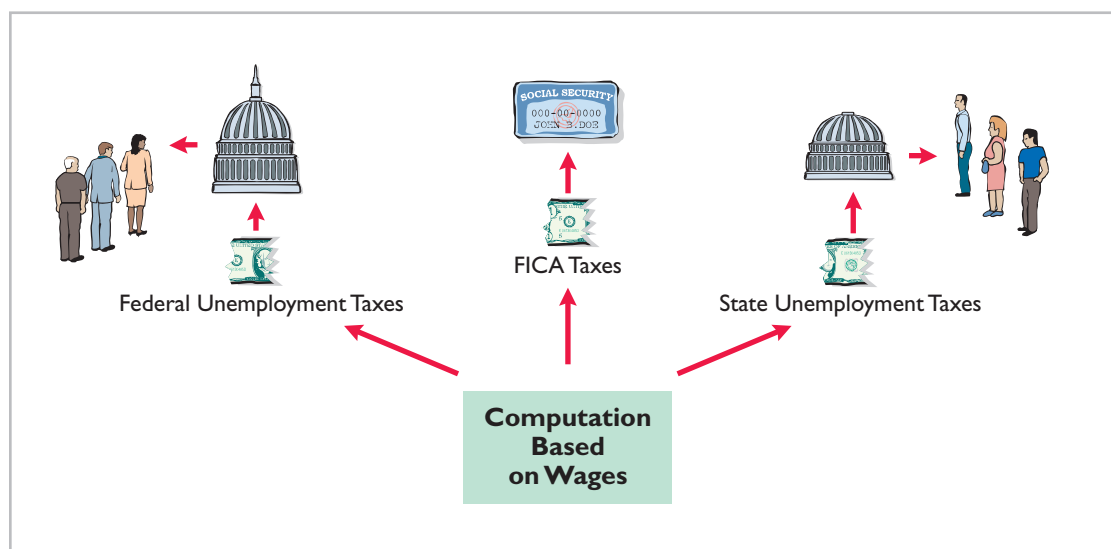 SOCIAL SECURITY
000-00-0000
JOHN B. DOE
FICA Taxes
Federal Unemployment Taxes
State Unemployment Taxes
Computation
Based
on Wages